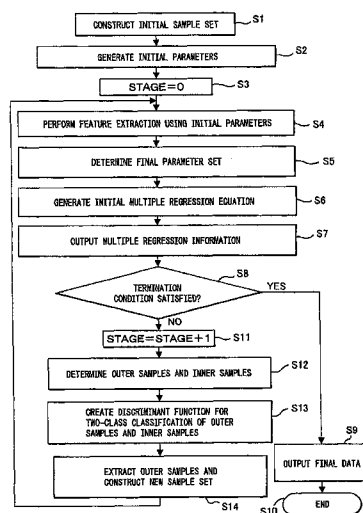 CONSTRUCT INITIAL SAMPLE SET
S1
GENERATE INITIAL PARAMETERS
S2
STAGE=0
S3
PERFORM FEATURE EXTRACTION USING INITIAL PARAMETERS
S4
DETERMINE FINAL PARAMETER SET
S5
GENERATE INITIAL MULTIPLE REGRESSION EQUATION
S6
OUTPUT MULTIPLE REGRESSION INFORMATION
S7
TERMINATION
CONDITION SATISFIED?
S8
YES
NO
STAGE=STAGE+1
S11
DETERMINE OUTER SAMPLES AND INNER SAMPLES
S12
CREATE DISCRIMINANT FUNCTION FOR
TWO-CLASS CLASSIFICATION OF OUTER
SAMPLES AND INNER SAMPLES
S13
EXTRACT OUTER SAMPLES AND
CONSTRUCT NEW SAMPLE SET
S14
S9
OUTPUT FINAL DATA
S10
END